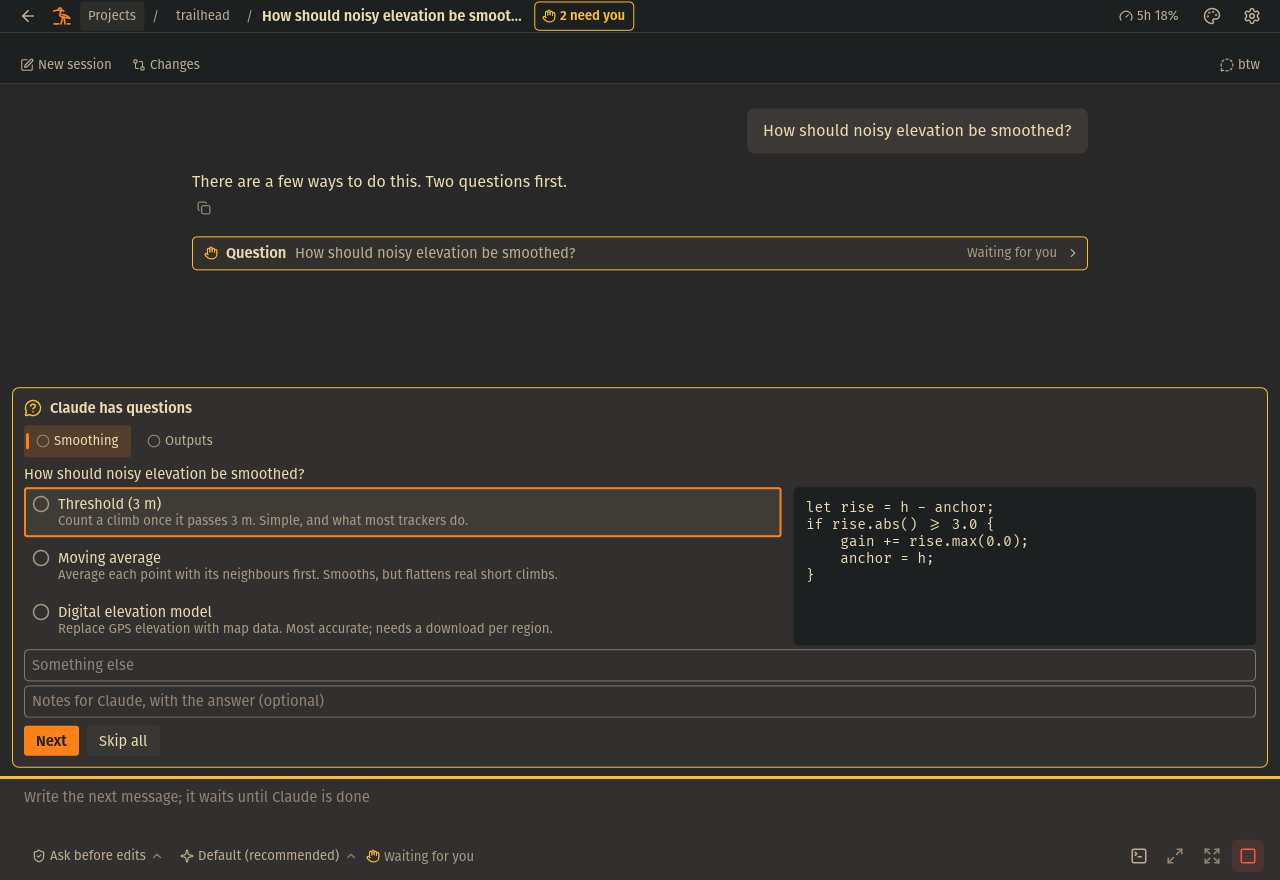 Projects / trailhead / How should noisy elevation be smoot... 2 need you 5h 18%
New session Changes btw
How should noisy elevation be smoothed?
There are a few ways to do this. Two questions first.
Question How should noisy elevation be smoothed? Waiting for you
Claude has questions
Smoothing Outputs
How should noisy elevation be smoothed?
Threshold (3 m)
Count a climb once it passes 3 m. Simple, and what most trackers do.
Moving average
Average each point with its neighbours first. Smooths, but flattens real short climbs.
Digital elevation model
Replace GPS elevation with map data. Most accurate; needs a download per region.
let rise = h - anchor;
if rise.abs() >= 3.0 {
    gain += rise.max(0.0);
    anchor = h;
}
Something else
Notes for Claude, with the answer (optional)
Next Skip all
Write the next message; it waits until Claude is done
Ask before edits Default (recommended) Waiting for you